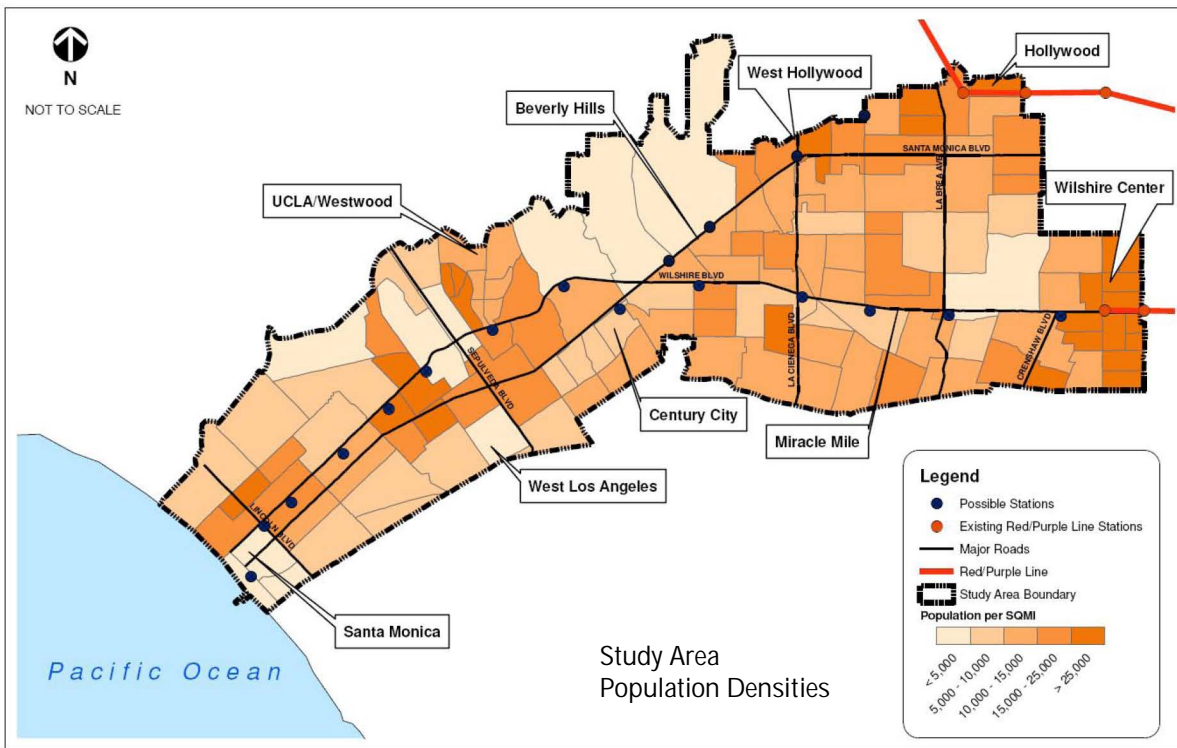 N
NOT TO SCALE
Hollywood
West Hollywood
Beverly Hills
SANTA MONICA BLVD
LA BREA AVE
Wilshire Center
UCLA/Westwood
WILSHIRE BLVD
SEPULVEDA BLVD
LA CIENEGA BLVD
CRENSHAW BLVD
Century City
Miracle Mile
West Los Angeles
LINCOLN BLVD
Santa Monica
Pacific Ocean
Study Area
Population Densities
Legend
Possible Stations
Existing Red/Purple Line Stations
Major Roads
Red/Purple Line
Study Area Boundary
Population per SQMI
< 5,000
5,000 - 10,000
10,000 - 15,000
15,000 - 25,000
> 25,000